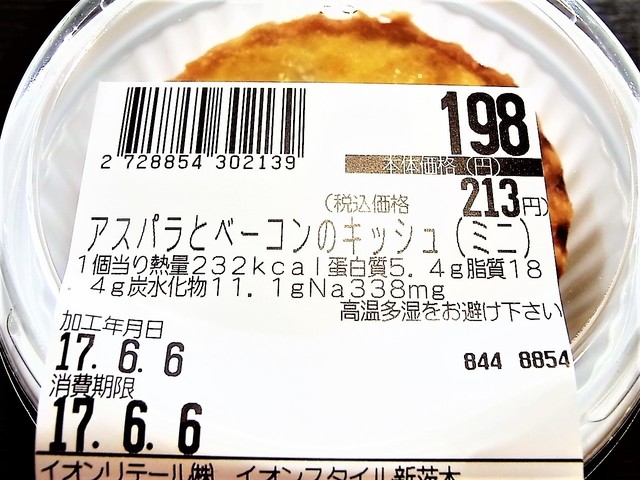 198
本体価格(円)
2 728854 302139
(税込価格 213円)
アスパラとベーコンのキッシュ(ミニ)
1個当り熱量232kcal蛋白質5.4g脂質18
.4g炭水化物11.1gNa338mg
高温多湿をお避け下さい
加工年月日
17. 6. 6
844 8854
消費期限
17. 6. 6
イオンリテール㈱ イオンスタイル新茨木